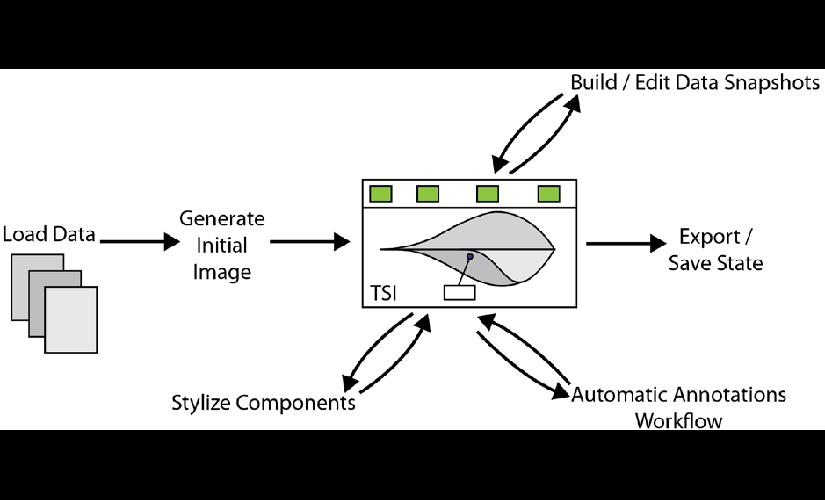 Build / Edit Data Snapshots
Load Data
Generate
Initial
Image
TSI
Export /
Save State
Stylize Components
Automatic Annotations
Workflow